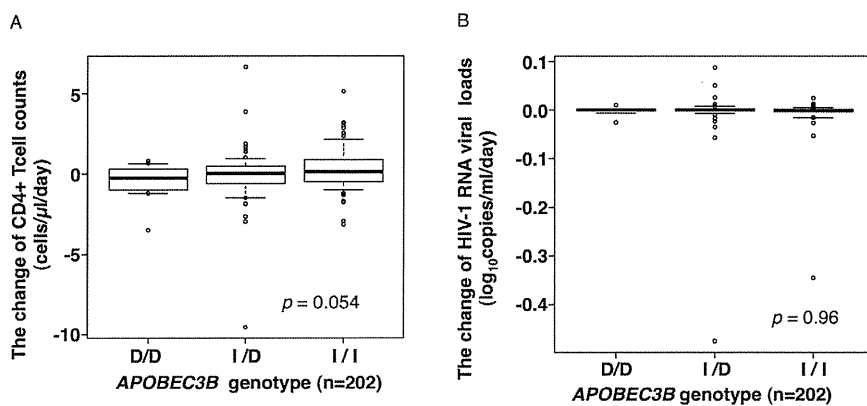 A
The change of CD4+ Tcell counts
(cells/µl/day)
5
0
-5
-10
D/D
I/D
I/I
p = 0.054
APOBEC3B genotype (n=202)
B
The change of HIV-1 RNA viral loads
(log10copies/ml/day)
0.1
0.0
-0.1
-0.2
-0.3
-0.4
D/D
I/D
I/I
p = 0.96
APOBEC3B genotype (n=202)